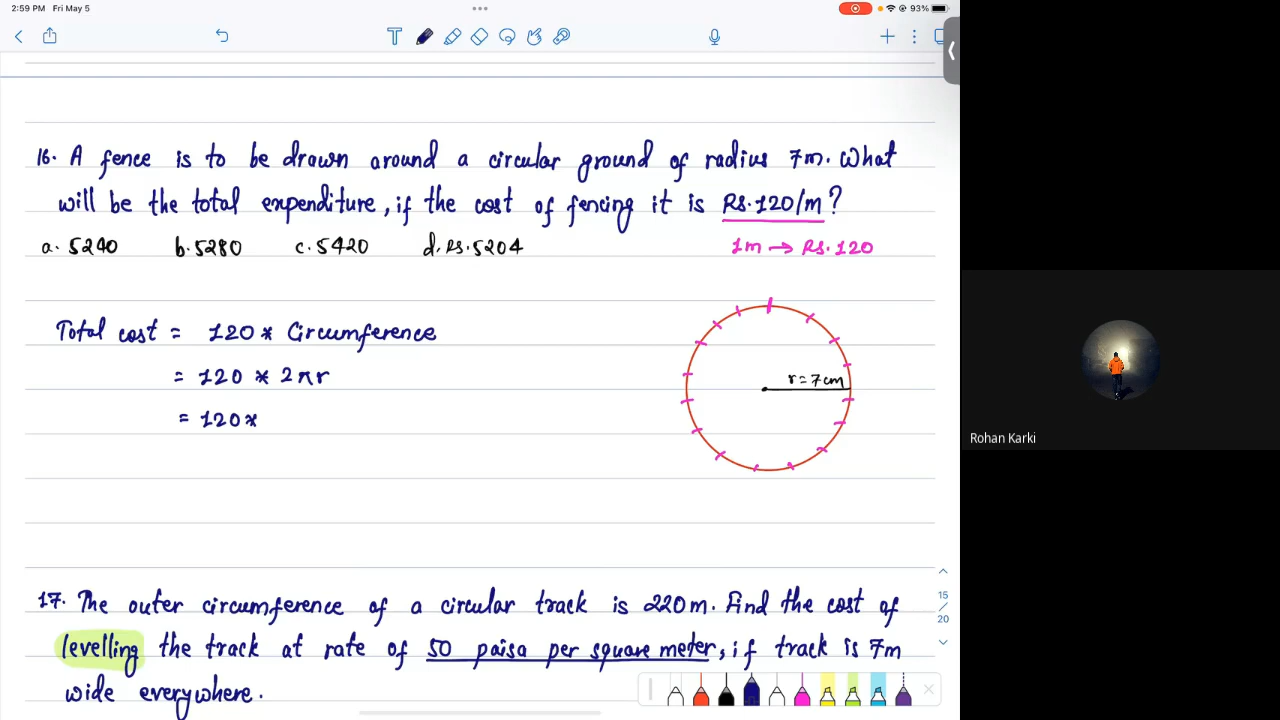 2:59 PM Fri May 5
93%
16. A fence is to be drawn around a circular ground of radius 7m. What
will be the total expenditure, if the cost of fencing it is Rs.120/m?
a. 5240 b. 5280 c. 5420 d. Rs.5204
1m → Rs.120
Total cost = 120 * Circumference
= 120 * 2πr
= 120*
r=7cm
Rohan Karki
15
/
20
17. The outer circumference of a circular track is 220m. Find the cost of
levelling the track at rate of 50 paisa per square meter, if track is 7m
wide everywhere.